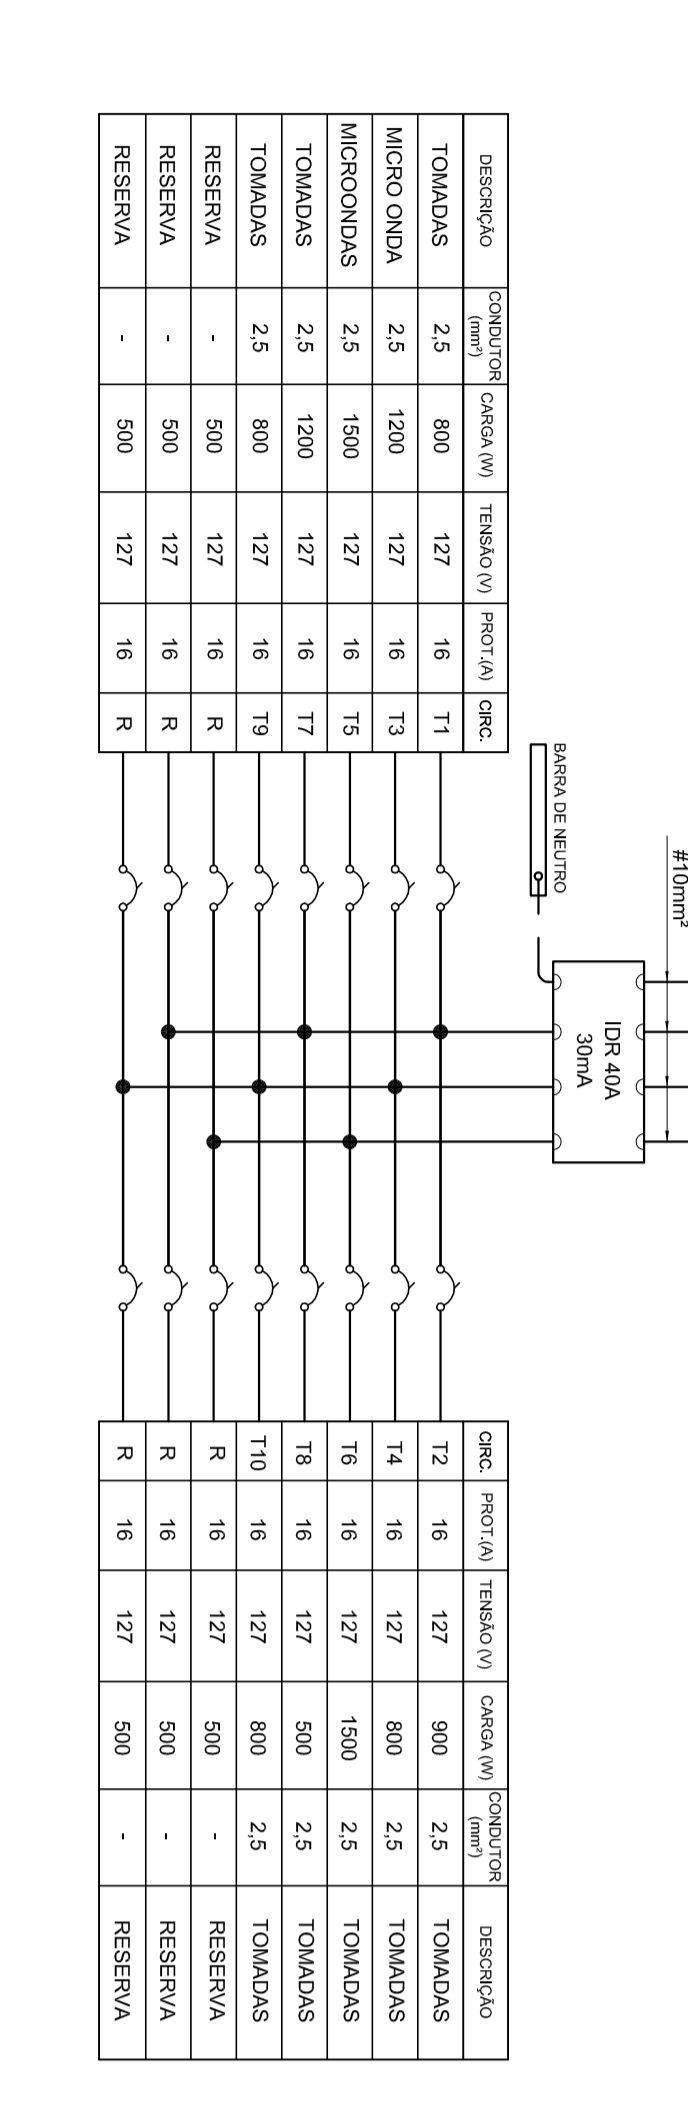 #10mm²
IDR 40A
30mA
BARRA DE NEUTRO
DESCRIÇÃO CONDUTOR (mm²) CARGA (W) TENSÃO (V) PROT.(A) CIRC. CIRC. PROT.(A) TENSÃO (V) CARGA (W) CONDUTOR (mm²) DESCRIÇÃO
TOMADAS 2,5 800 127 16 T1 T2 16 127 900 2,5 TOMADAS
MICRO ONDA 2,5 1200 127 16 T3 T4 16 127 800 2,5 TOMADAS
MICROONDAS 2,5 1500 127 16 T5 T6 16 127 1500 2,5 TOMADAS
TOMADAS 2,5 1200 127 16 T7 T8 16 127 500 2,5 TOMADAS
TOMADAS 2,5 800 127 16 T9 T10 16 127 800 2,5 TOMADAS
RESERVA - 500 127 16 R R 16 127 500 - RESERVA
RESERVA - 500 127 16 R R 16 127 500 - RESERVA
RESERVA - 500 127 16 R R 16 127 500 - RESERVA